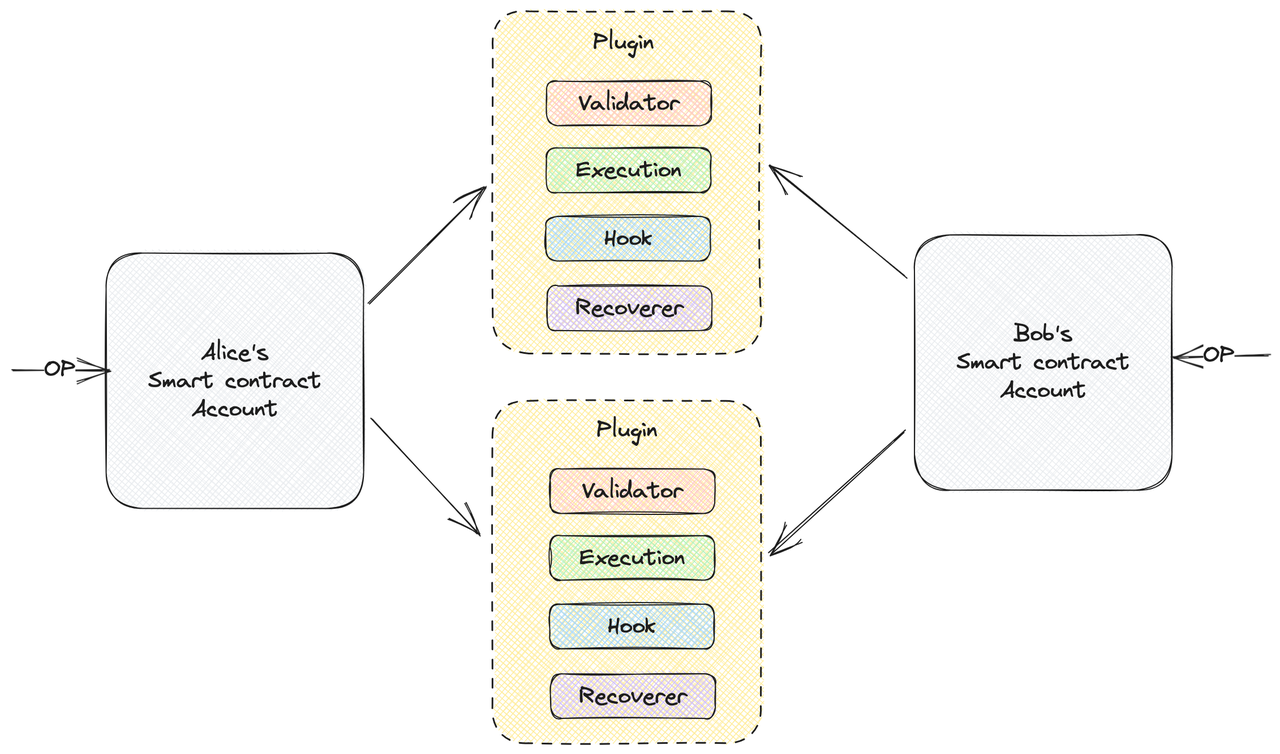 Plugin
Validator
Execution
Hook
Recoverer
OP
Alice's
Smart contract
Account
Bob's
Smart contract
Account
OP
Plugin
Validator
Execution
Hook
Recoverer